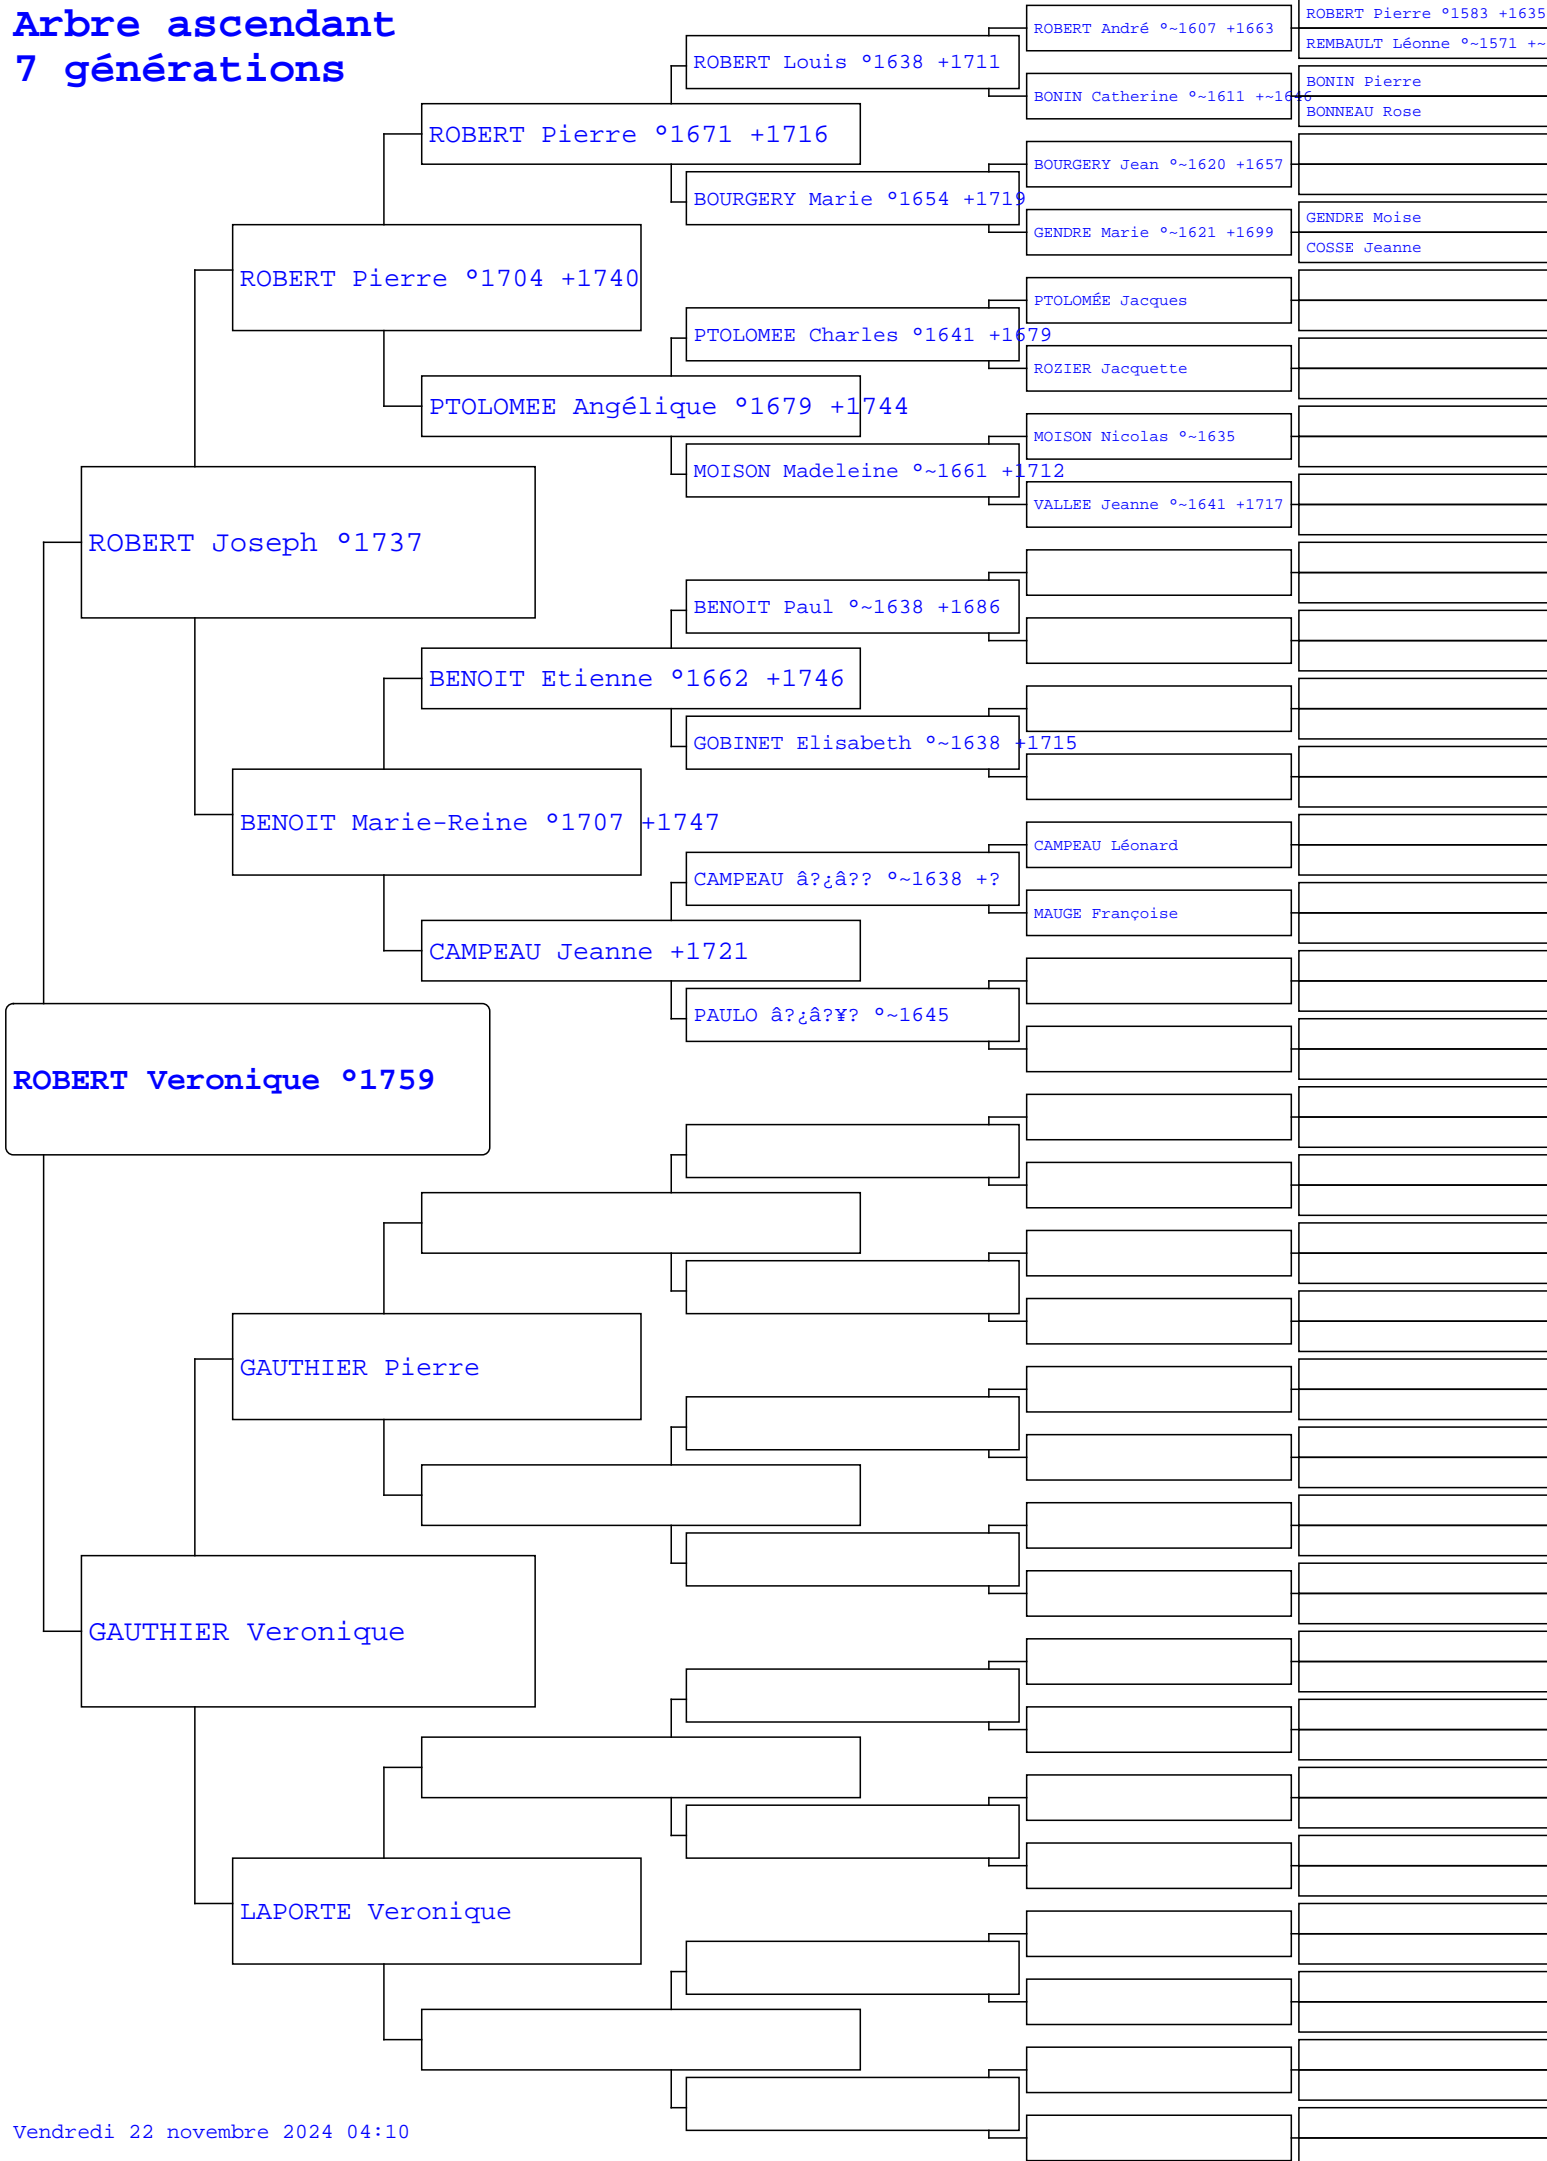 Arbre ascendant
7 générations
ROBERT Pierre °1583 +1635
ROBERT André °~1607 +1663
REMBAULT Léonne °~1571 +~
ROBERT Louis °1638 +1711
BONIN Pierre
BONIN Catherine °~1611 +~1646
BONNEAU Rose
ROBERT Pierre °1671 +1716
BOURGERY Jean °~1620 +1657
BOURGERY Marie °1654 +1719
GENDRE Moise
GENDRE Marie °~1621 +1699
COSSE Jeanne
ROBERT Pierre °1704 +1740
PTOLOMÉE Jacques
PTOLOMEE Charles °1641 +1679
ROZIER Jacquette
PTOLOMEE Angélique °1679 +1744
MOISON Nicolas °~1635
MOISON Madeleine °~1661 +1712
VALLEE Jeanne °~1641 +1717
ROBERT Joseph °1737
BENOIT Paul °~1638 +1686
BENOIT Etienne °1662 +1746
GOBINET Elisabeth °~1638 +1715
BENOIT Marie-Reine °1707 +1747
CAMPEAU Léonard
CAMPEAU â?¿â?? °~1638 +?
MAUGE Françoise
CAMPEAU Jeanne +1721
PAULO â?¿â?¥? °~1645
ROBERT Veronique °1759
GAUTHIER Pierre
GAUTHIER Veronique
LAPORTE Veronique
Vendredi 22 novembre 2024 04:10